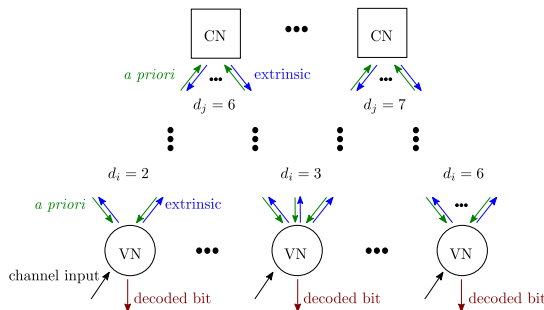 CN
CN
a priori
extrinsic
d_j = 6
d_j = 7
d_i = 2
d_i = 3
d_i = 6
a priori
extrinsic
VN
VN
VN
channel input
decoded bit
decoded bit
decoded bit